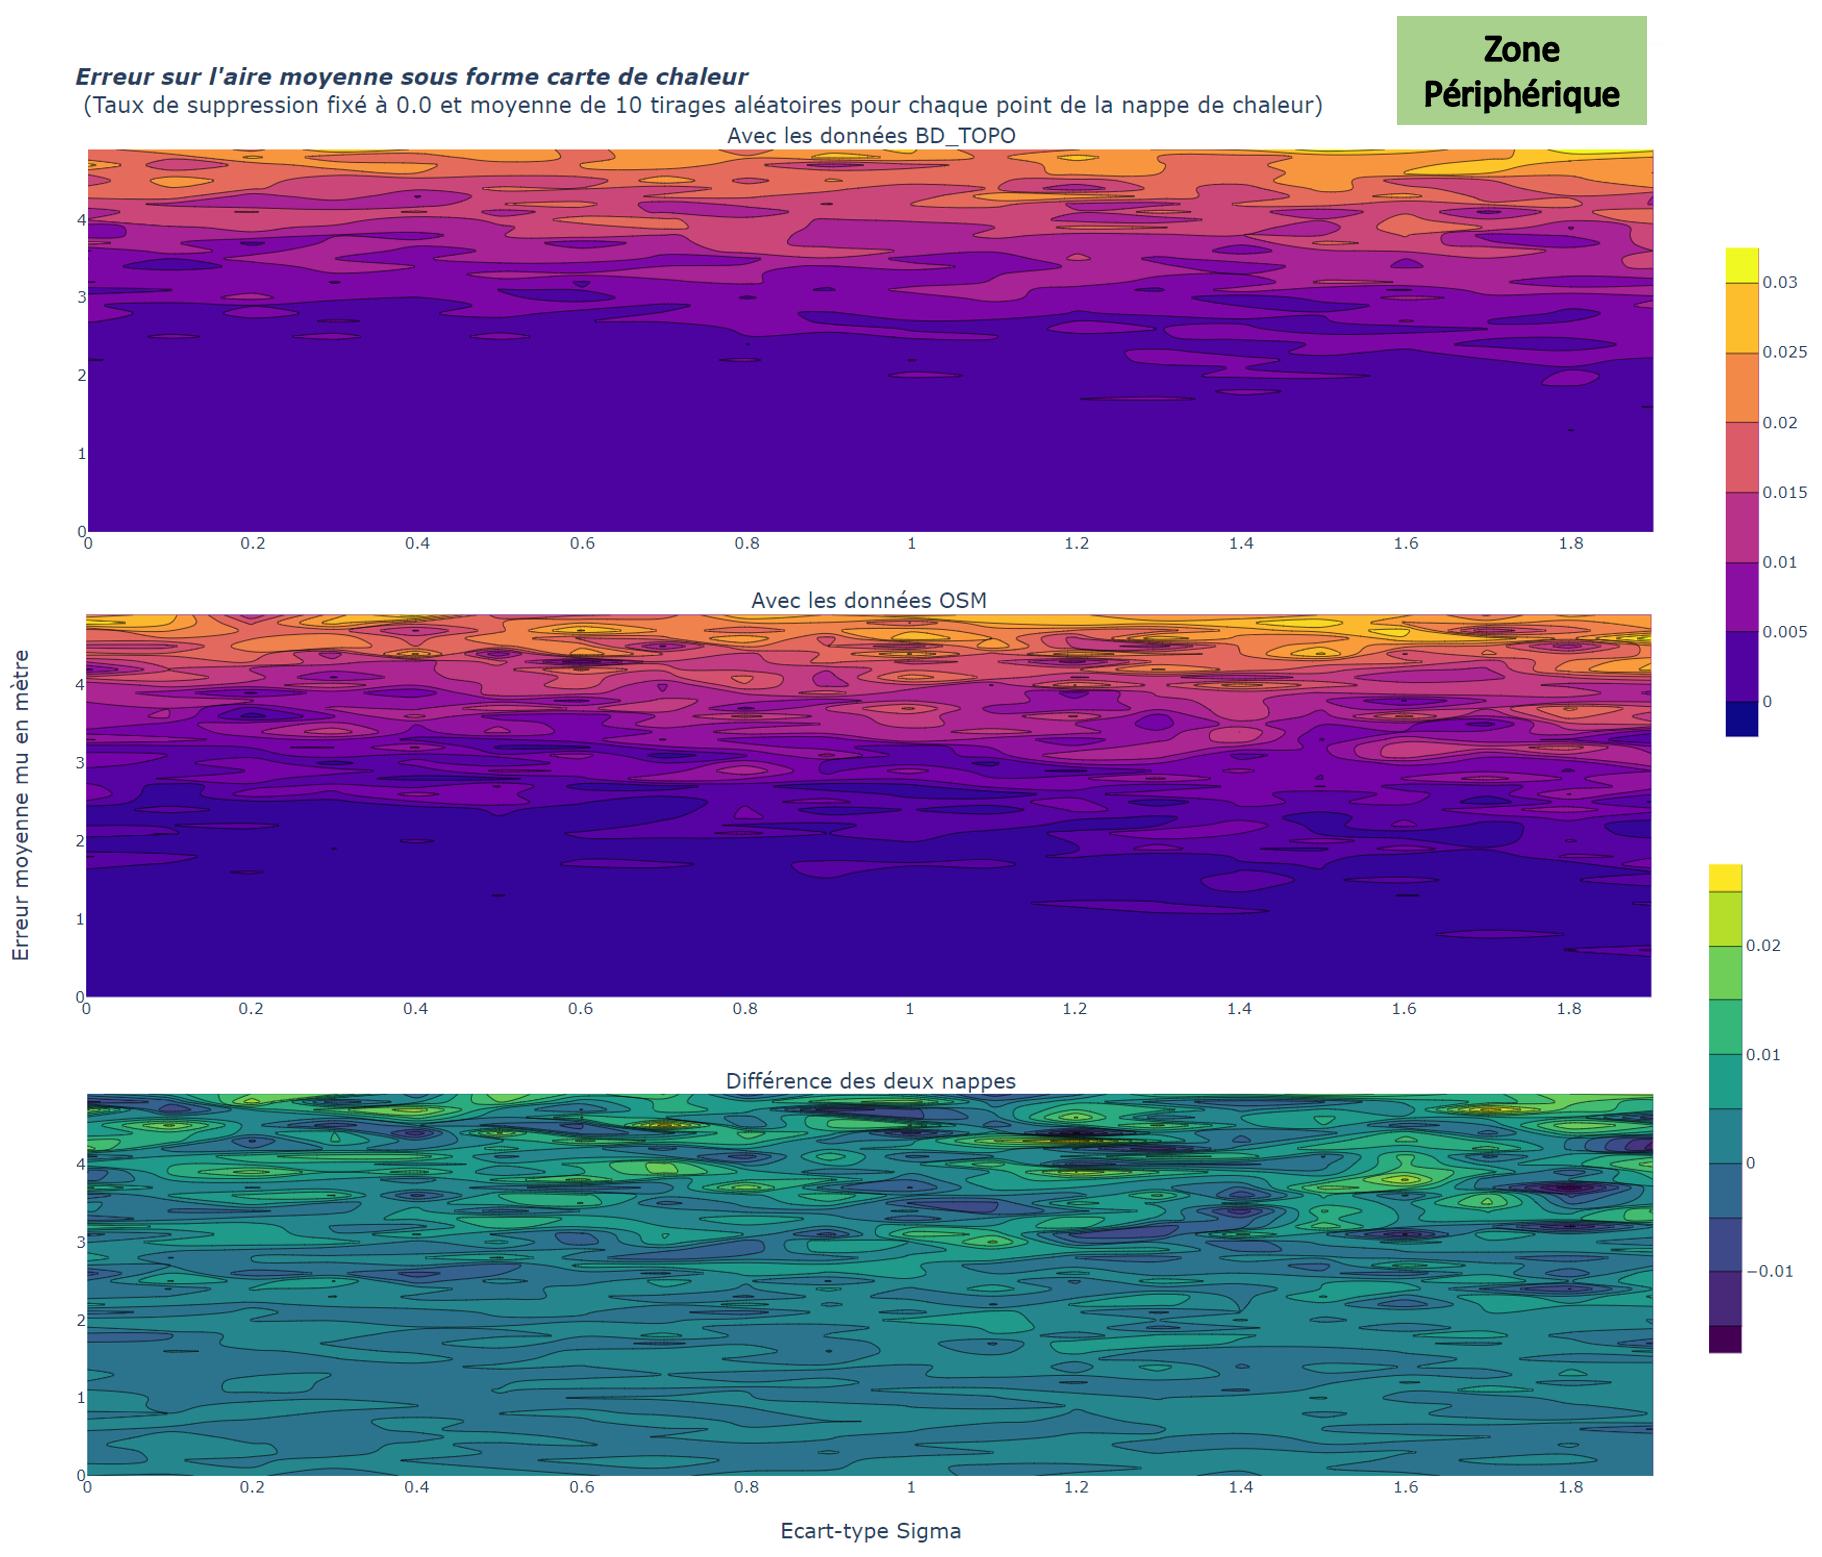 Zone
Périphérique
Erreur sur l'aire moyenne sous forme carte de chaleur
(Taux de suppression fixé à 0.0 et moyenne de 10 tirages aléatoires pour chaque point de la nappe de chaleur)
Avec les données BD_TOPO
4
3
2
1
0
0 0.2 0.4 0.6 0.8 1 1.2 1.4 1.6 1.8
0.03
0.025
0.02
0.015
0.01
0.005
0
Erreur moyenne mu en mètre
Avec les données OSM
4
3
2
1
0
0 0.2 0.4 0.6 0.8 1 1.2 1.4 1.6 1.8
Différence des deux nappes
4
3
2
1
0
0 0.2 0.4 0.6 0.8 1 1.2 1.4 1.6 1.8
0.02
0.01
0
−0.01
Ecart-type Sigma